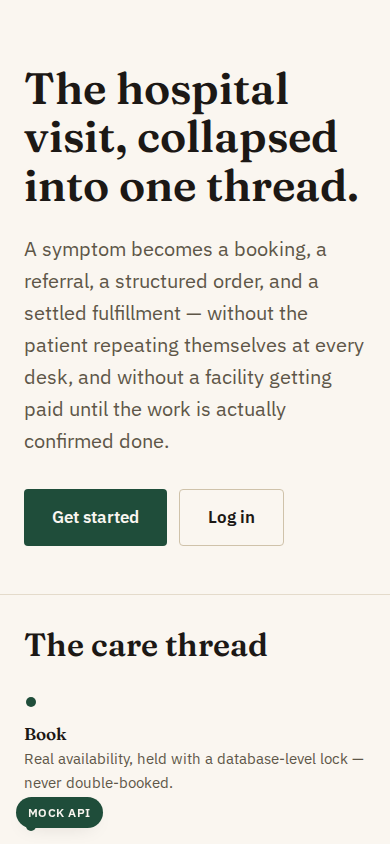 The hospital
visit, collapsed
into one thread.
A symptom becomes a booking, a
referral, a structured order, and a
settled fulfillment — without the
patient repeating themselves at every
desk, and without a facility getting
paid until the work is actually
confirmed done.
Get started
Log in
The care thread
Book
Real availability, held with a database-level lock —
never double-booked.
MOCK API